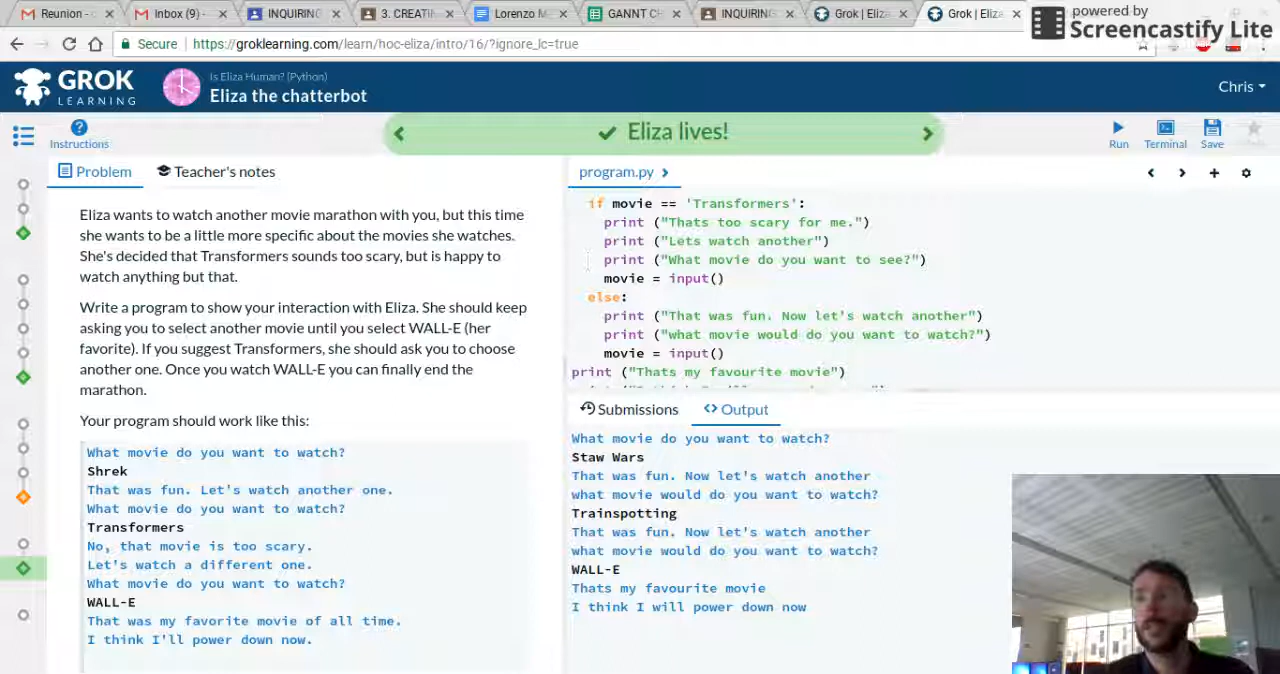 Reunion -
Inbox (9) -
INQUIRING
3. CREATIN
Lorenzo M
GANNT CH
INQUIRING
Grok | Eliza
Grok | Eliza
powered by
Screencastify Lite
Secure
https://groklearning.com/learn/hoc-eliza/intro/16/?ignore_lc=true
GROK
LEARNING
Is Eliza Human? (Python)
Eliza the chatterbot
Chris
Instructions
Eliza lives!
Run
Terminal
Save
Problem
Teacher's notes
Eliza wants to watch another movie marathon with you, but this time
she wants to be a little more specific about the movies she watches.
She's decided that Transformers sounds too scary, but is happy to
watch anything but that.
Write a program to show your interaction with Eliza. She should keep
asking you to select another movie until you select WALL-E (her
favorite). If you suggest Transformers, she should ask you to choose
another one. Once you watch WALL-E you can finally end the
marathon.
Your program should work like this:
What movie do you want to watch?
Shrek
That was fun. Let's watch another one.
What movie do you want to watch?
Transformers
No, that movie is too scary.
Let's watch a different one.
What movie do you want to watch?
WALL-E
That was my favorite movie of all time.
I think I'll power down now.
program.py
if movie == 'Transformers':
print ("Thats too scary for me.")
print ("Lets watch another")
print ("What movie do you want to see?")
movie = input()
else:
print ("That was fun. Now let's watch another")
print ("what movie would do you want to watch?")
movie = input()
print ("Thats my favourite movie")
Submissions
Output
What movie do you want to watch?
Staw Wars
That was fun. Now let's watch another
what movie would do you want to watch?
Trainspotting
That was fun. Now let's watch another
what movie would do you want to watch?
WALL-E
Thats my favourite movie
I think I will power down now